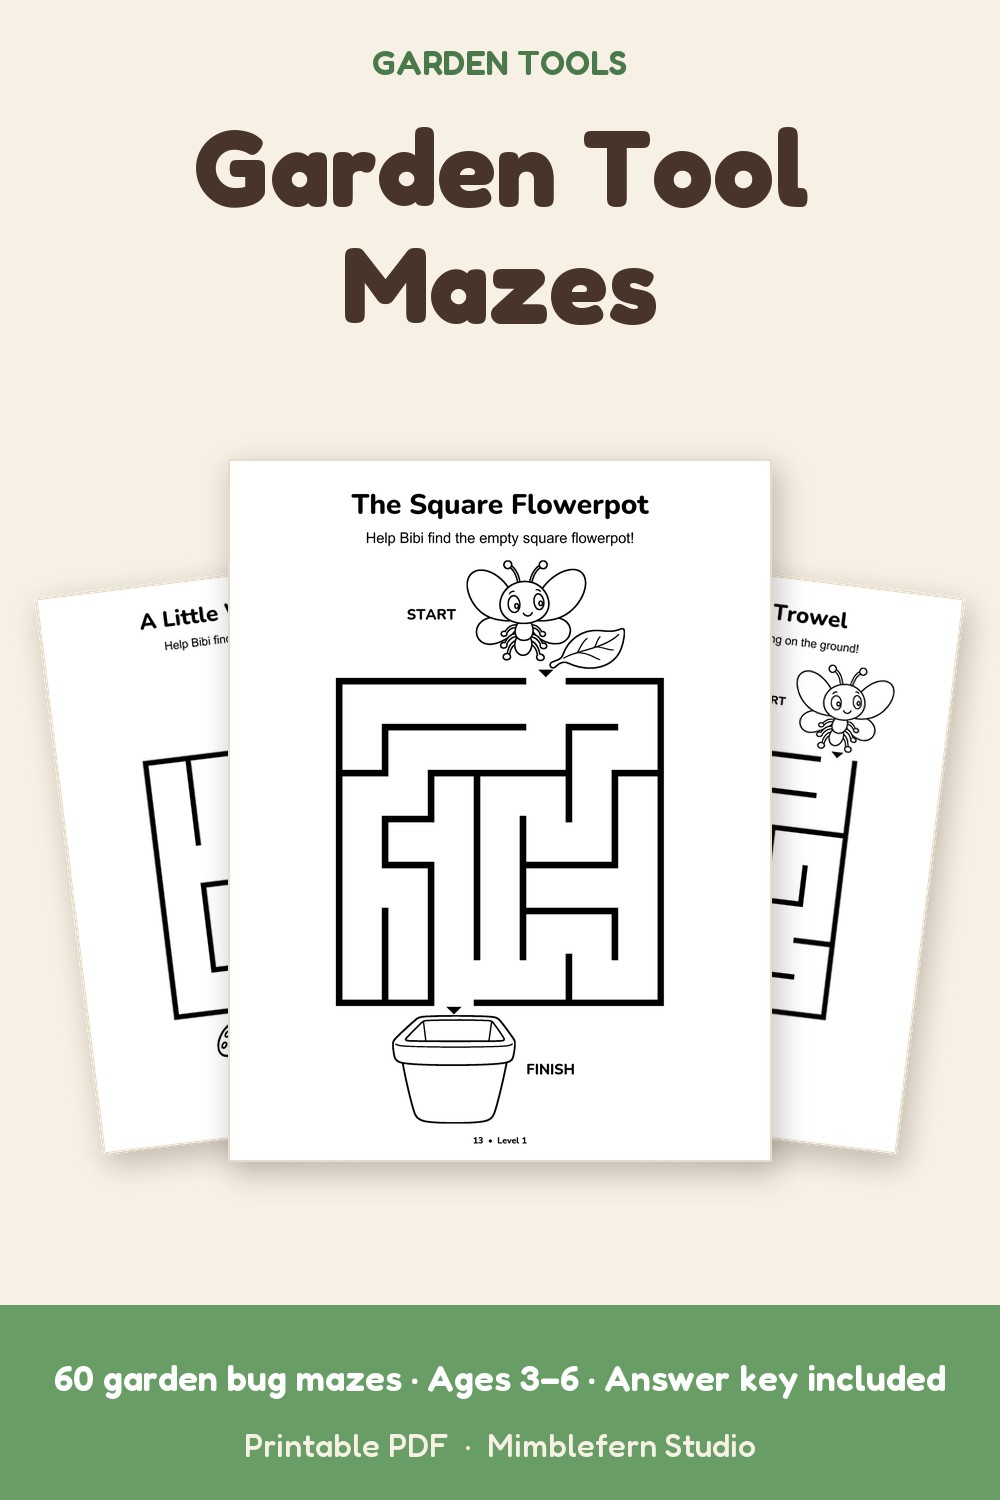 GARDEN TOOLS
Garden Tool
Mazes
The Square Flowerpot
Help Bibi find the empty square flowerpot!
START
FINISH
13 • Level 1
A Little
Help Bibi find
Trowel
on the ground!
60 garden bug mazes · Ages 3–6 · Answer key included
Printable PDF · Mimblefern Studio